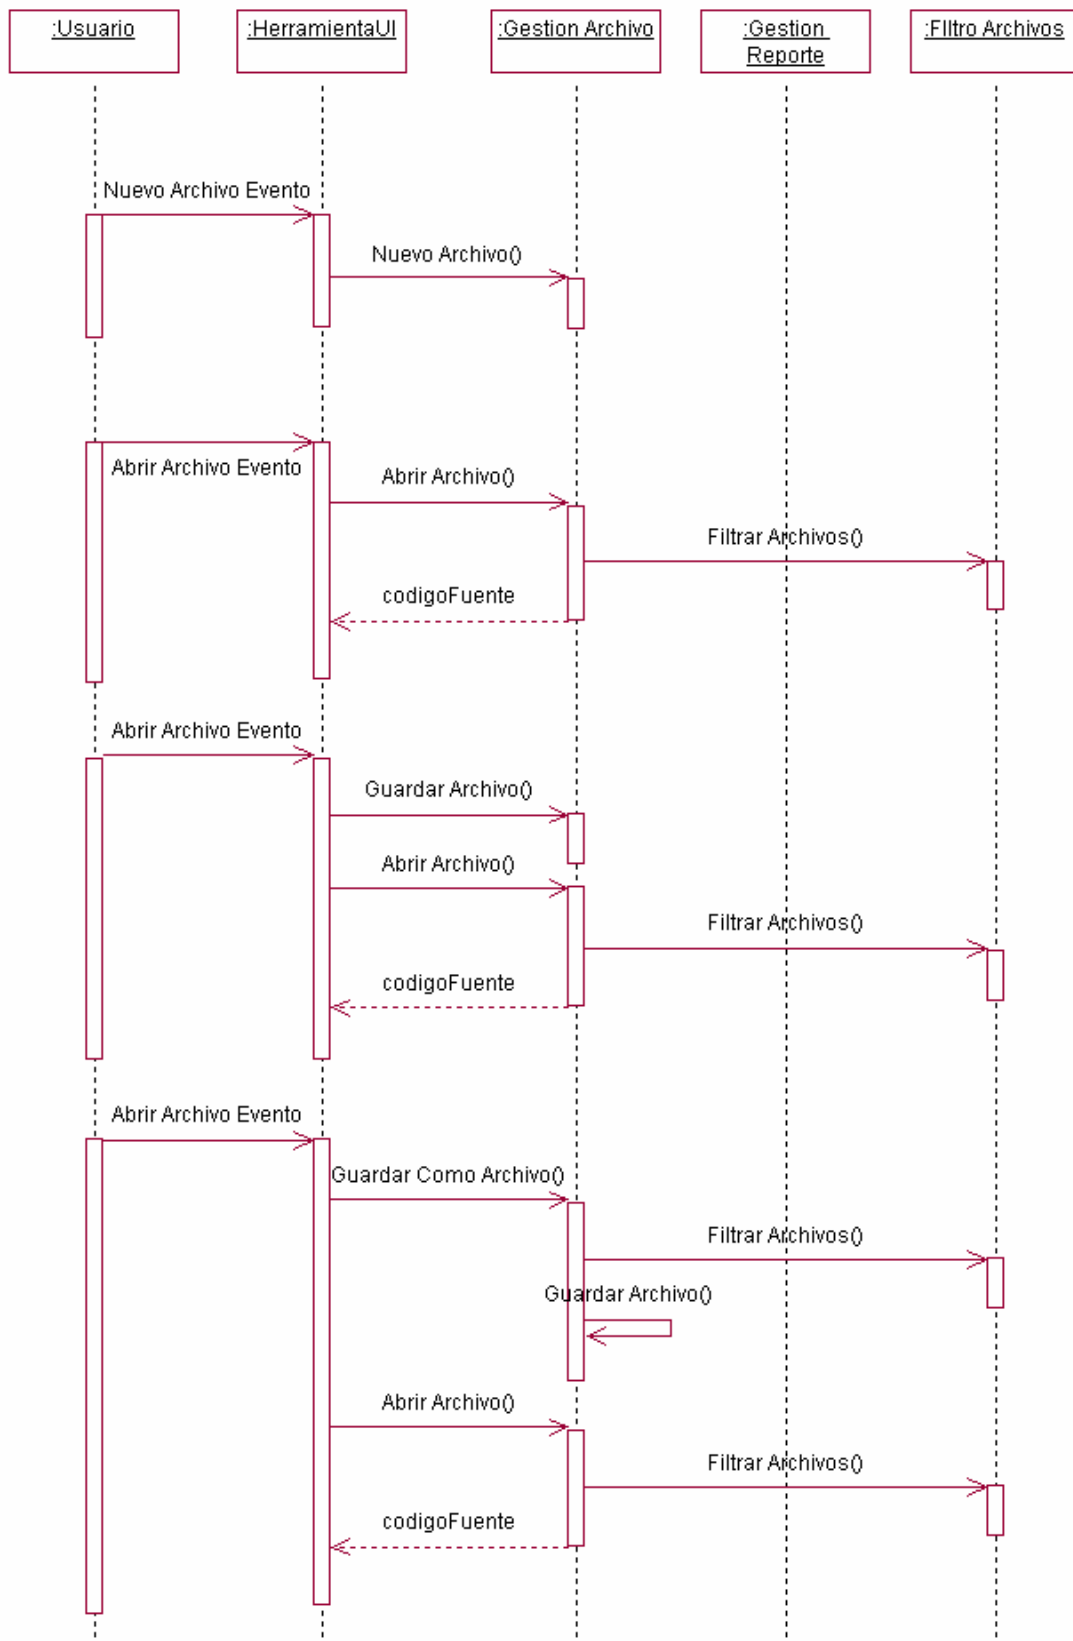 :Usuario
:HerramientaUI
:Gestion Archivo
:Gestion
Reporte
:FIltro Archivos
Nuevo Archivo Evento
Nuevo Archivo()
Abrir Archivo Evento
Abrir Archivo()
Filtrar Archivos()
codigoFuente
Abrir Archivo Evento
Guardar Archivo()
Abrir Archivo()
Filtrar Archivos()
codigoFuente
Abrir Archivo Evento
Guardar Como Archivo()
Filtrar Archivos()
Guardar Archivo()
Abrir Archivo()
Filtrar Archivos()
codigoFuente